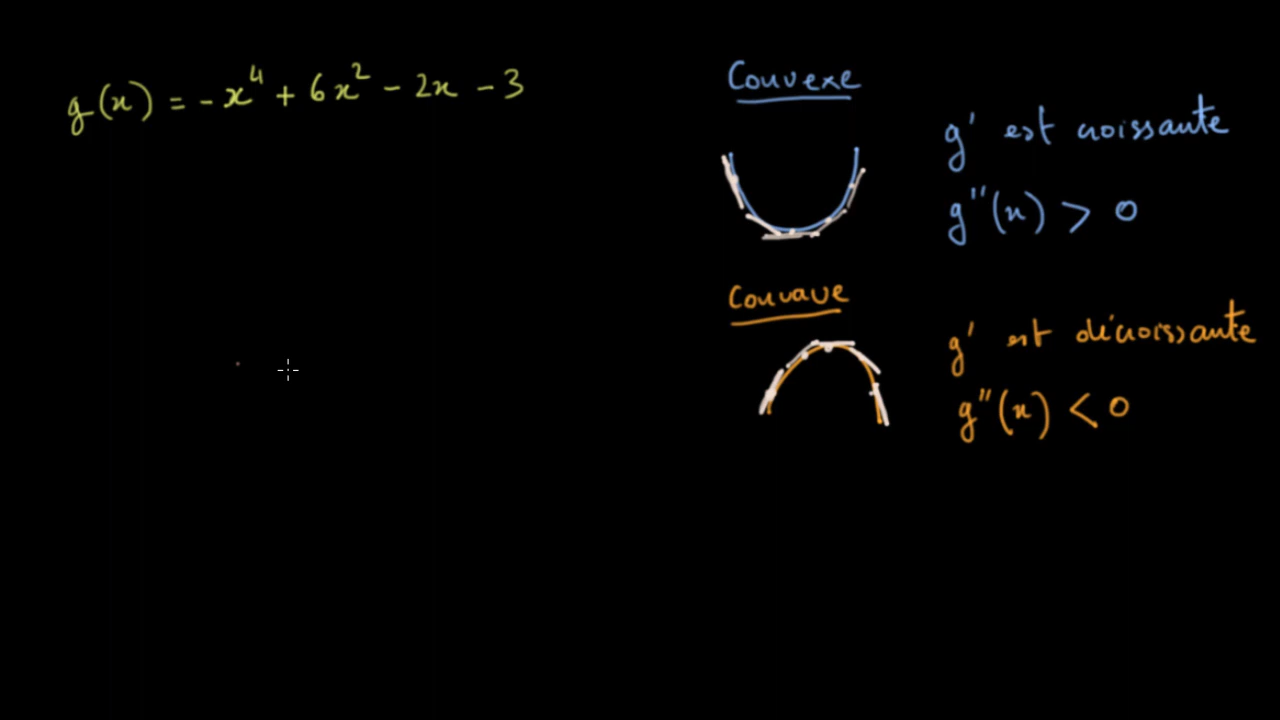 g(x) = -x⁴ + 6x² - 2x - 3
Convexe
g' est croissante
g''(x) > 0
Concave
g' est décroissante
g''(x) < 0